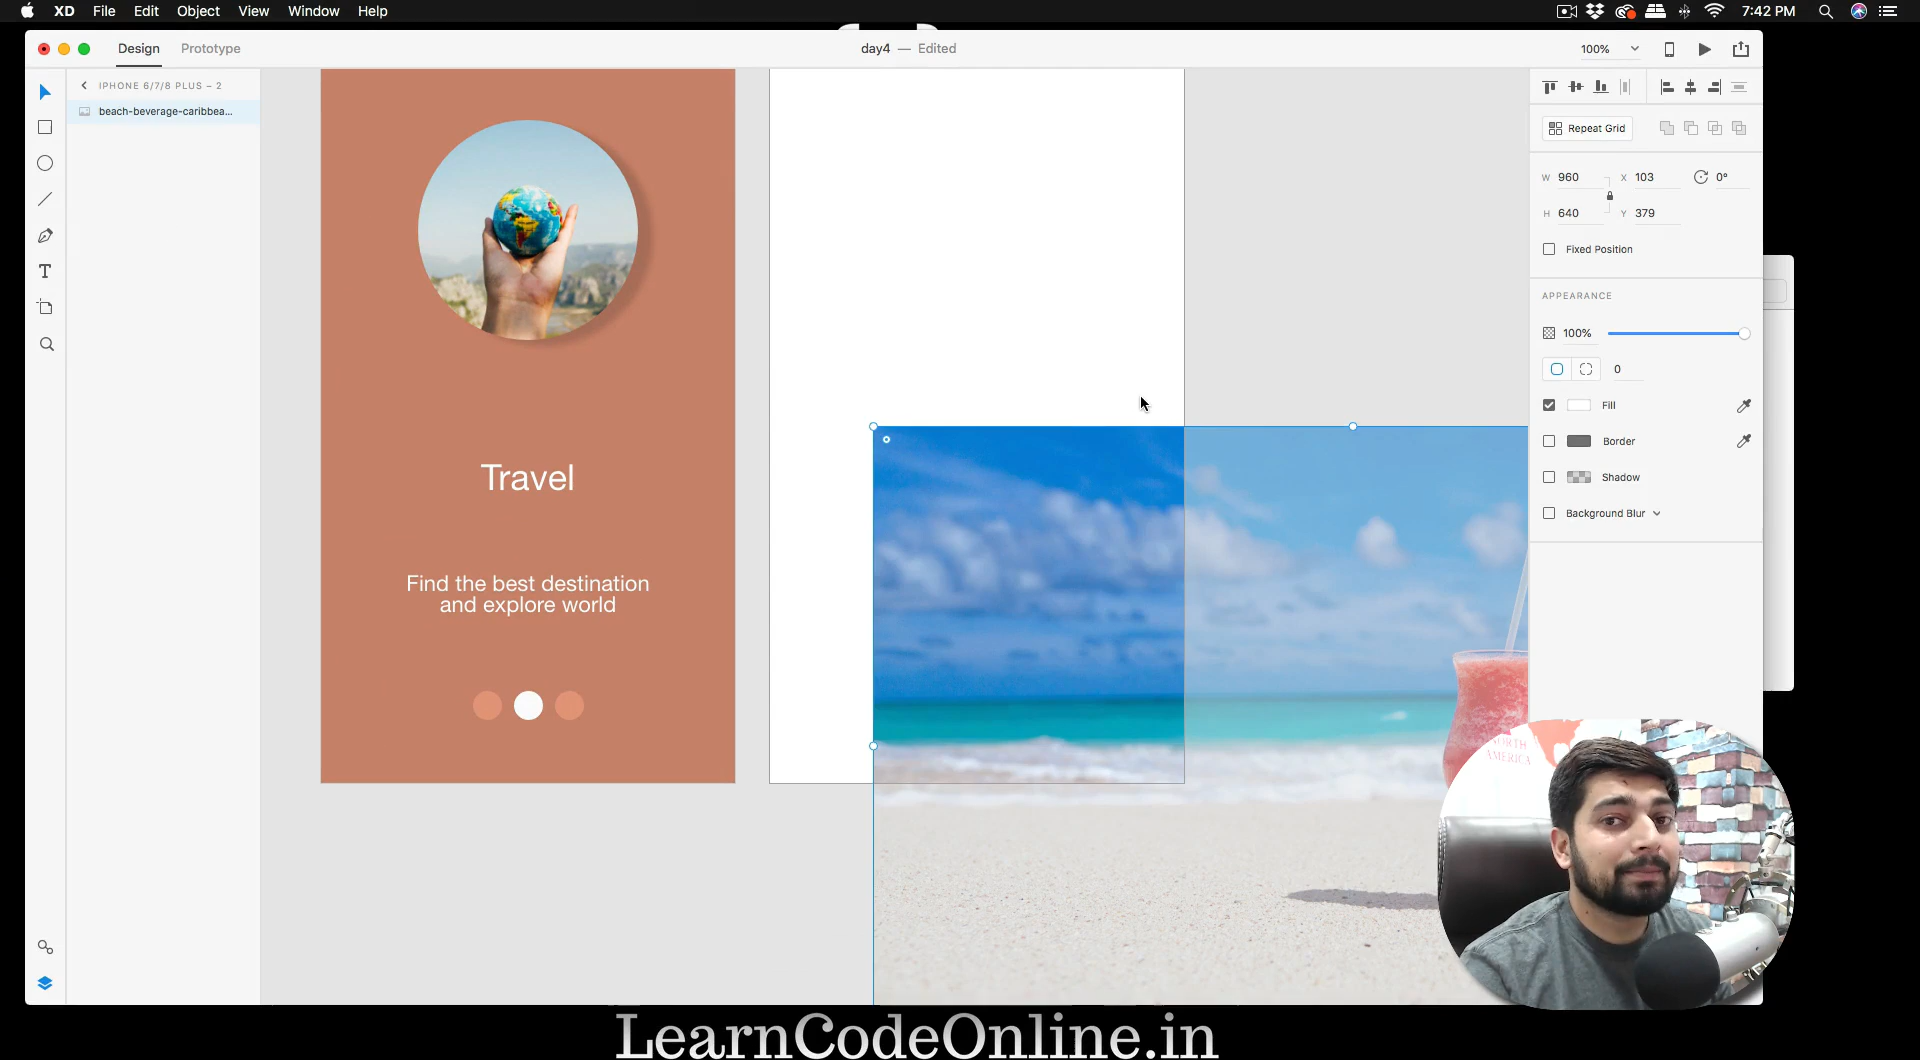 XD File Edit Object View Window Help
7:42 PM
Design Prototype
day4 — Edited
100%
IPHONE 6/7/8 PLUS – 2
beach-beverage-caribbea...
Repeat Grid
W 960 X 103 0°
H 640 Y 379
Fixed Position
APPEARANCE
100%
0
Fill
Border
Shadow
Background Blur
Travel
Find the best destination
and explore world
NORTH
AMERICA
LearnCodeOnline.in